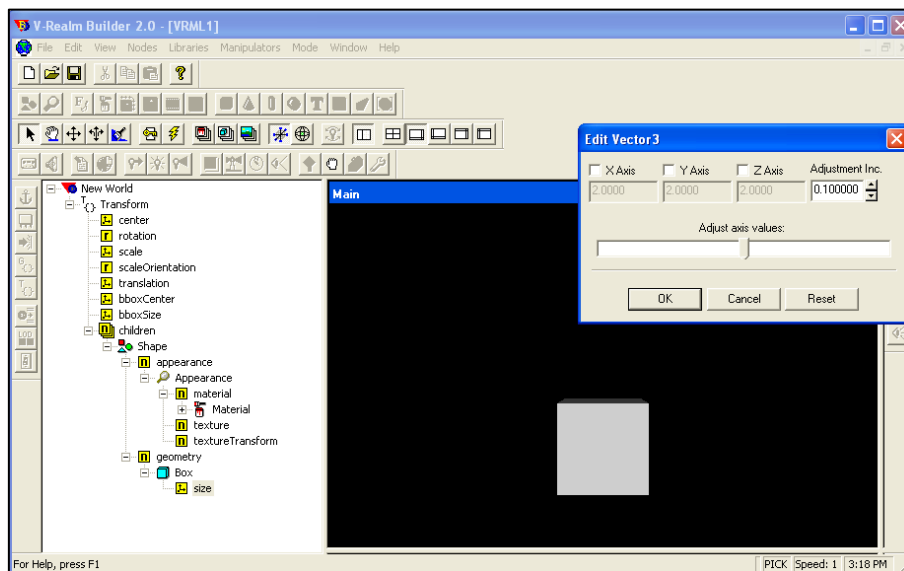 V-Realm Builder 2.0 - [VRML1]
File Edit View Nodes Libraries Manipulators Mode Window Help
Edit Vector3
X Axis Y Axis Z Axis Adjustment Inc.
2.0000 2.0000 2.0000 0.100000
Adjust axis values:
OK Cancel Reset
Main
New World
Transform
center
rotation
scale
scaleOrientation
translation
bboxCenter
bboxSize
children
Shape
appearance
Appearance
material
Material
texture
textureTransform
geometry
Box
size
LOD
For Help, press F1 PICK Speed: 1 3:18 PM